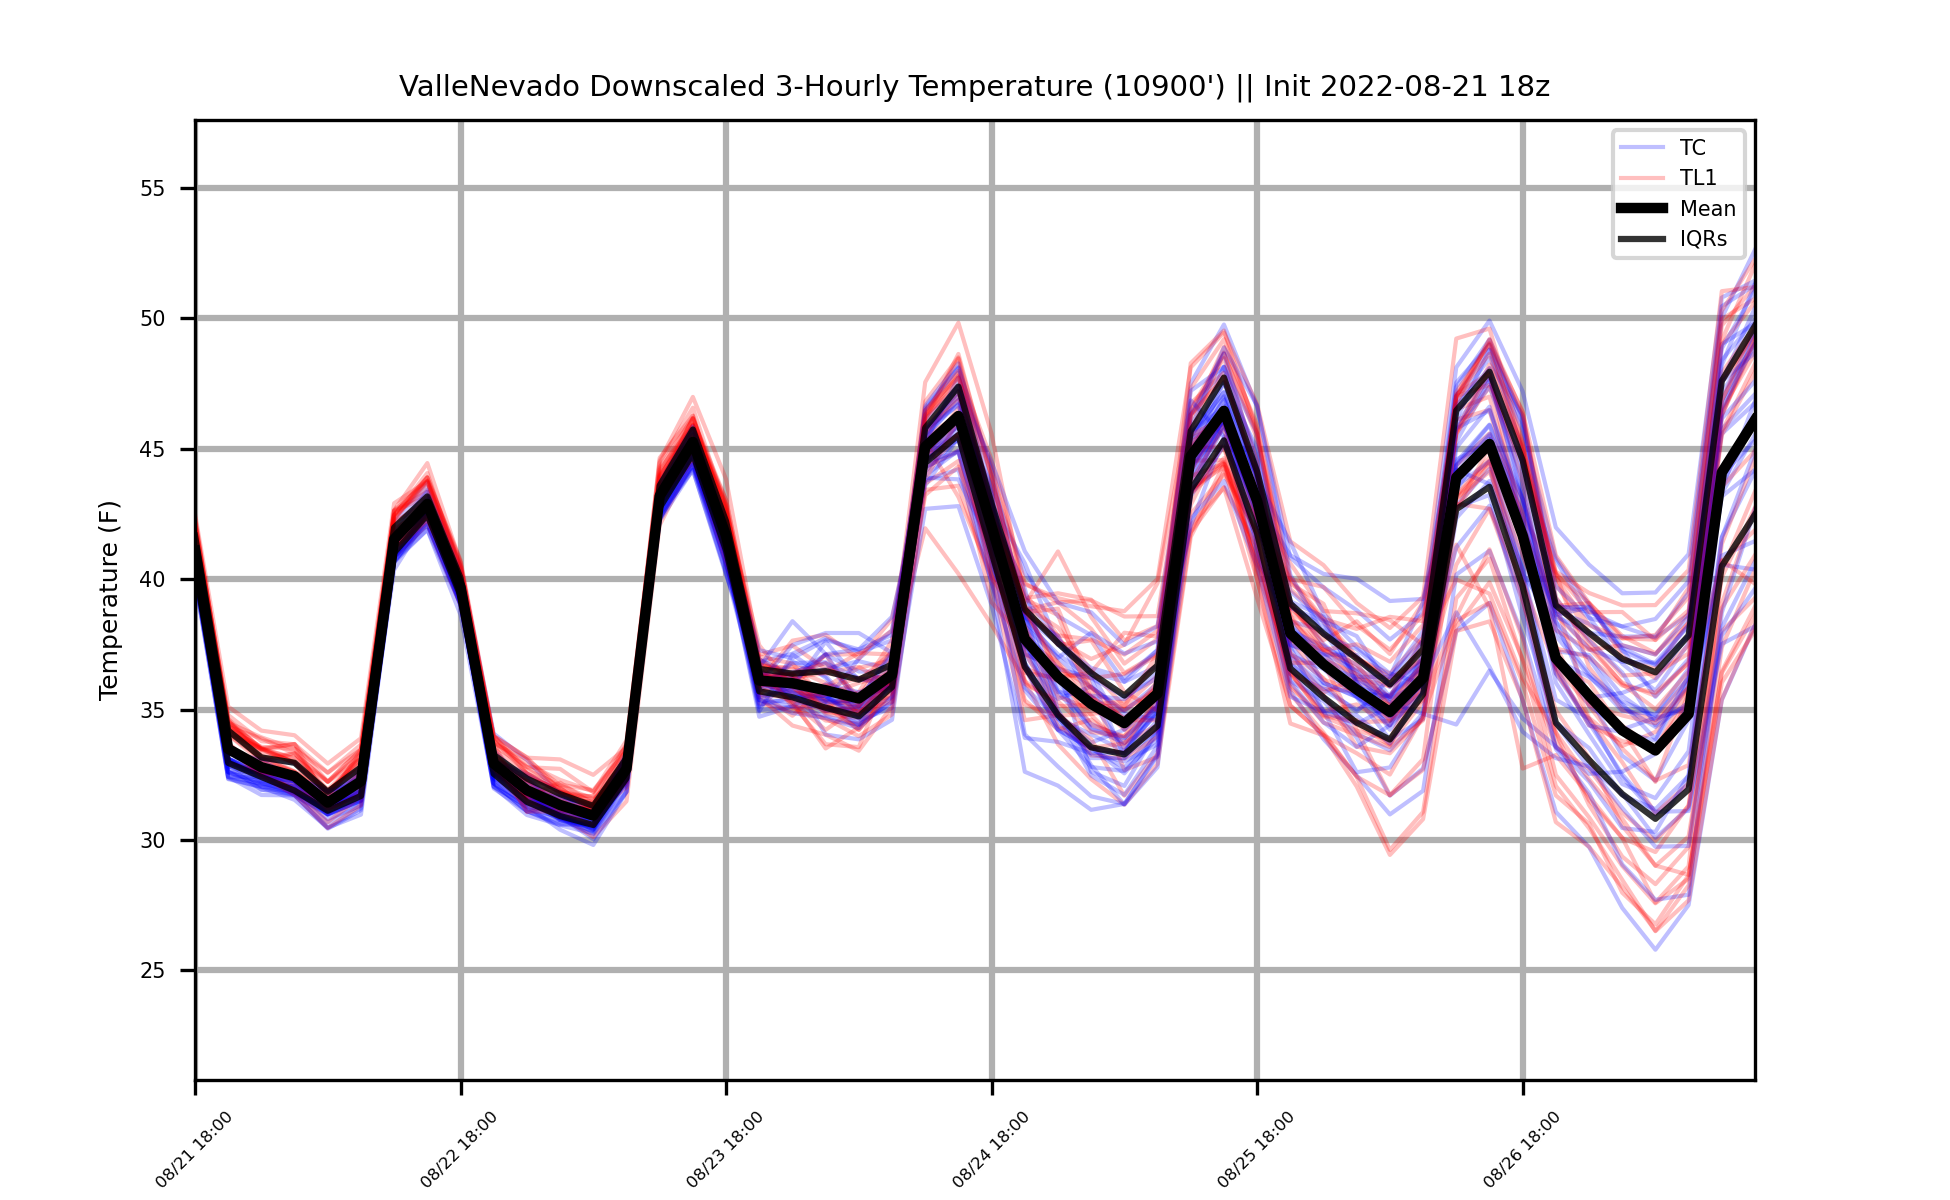 ValleNevado Downscaled 3-Hourly Temperature (10900') || Init 2022-08-21 18z
TC
TL1
Mean
IQRs
Temperature (F)
55
50
45
40
35
30
25
08/21 18:00
08/22 18:00
08/23 18:00
08/24 18:00
08/25 18:00
08/26 18:00